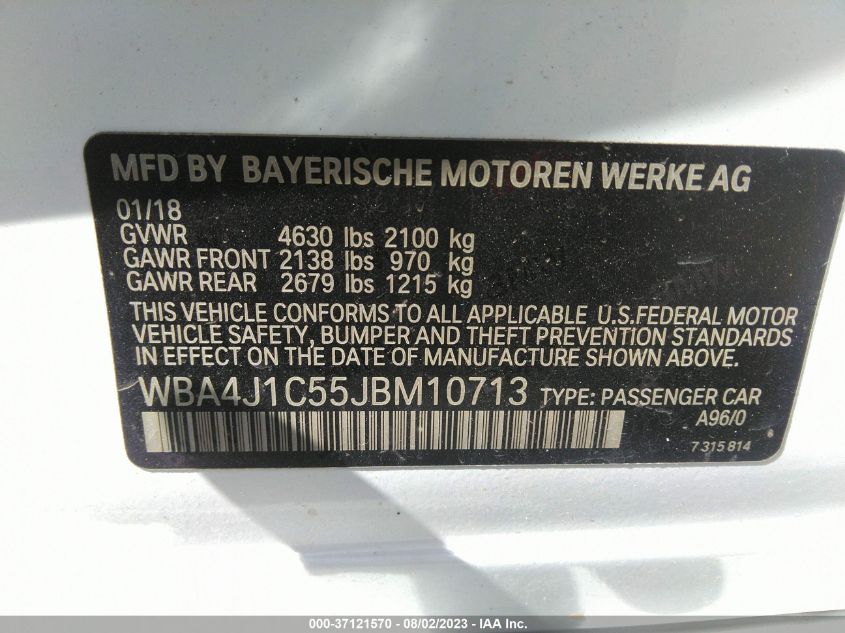 MFD BY BAYERISCHE MOTOREN WERKE AG
01/18
GVWR 4630 lbs 2100 kg
GAWR FRONT 2138 lbs 970 kg
GAWR REAR 2679 lbs 1215 kg
THIS VEHICLE CONFORMS TO ALL APPLICABLE U.S.FEDERAL MOTOR
VEHICLE SAFETY, BUMPER AND THEFT PREVENTION STANDARDS
IN EFFECT ON THE DATE OF MANUFACTURE SHOWN ABOVE.
WBA4J1C55JBM10713 TYPE: PASSENGER CAR
A96/0
7 315 814
000-37121570 - 08/02/2023 - IAA Inc.